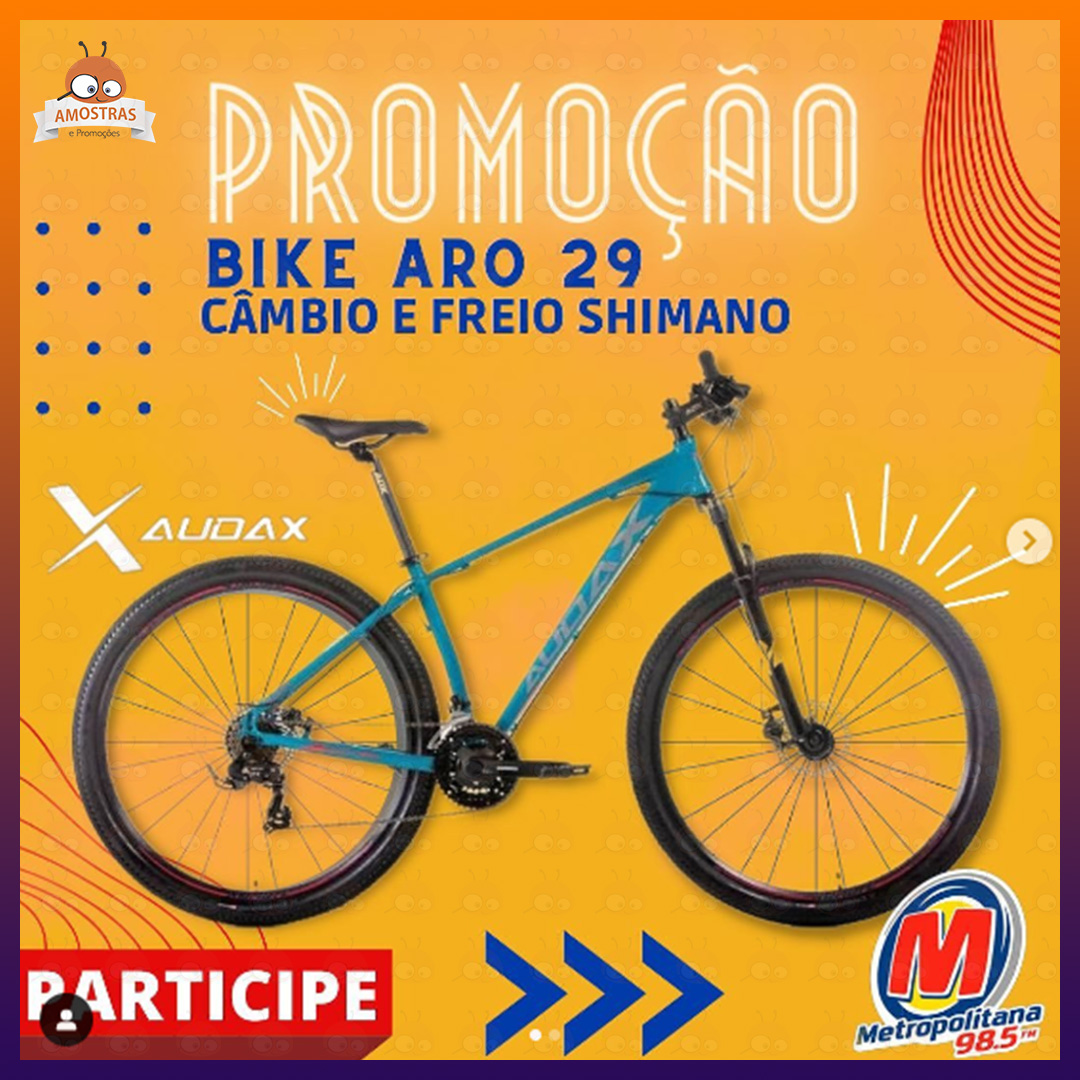 AMOSTRAS
e Promoções
PROMOÇÃO
BIKE ARO 29
CÂMBIO E FREIO SHIMANO
AUDAX
AUDAX
PARTICIPE
M
Metropolitana
98.5 FM